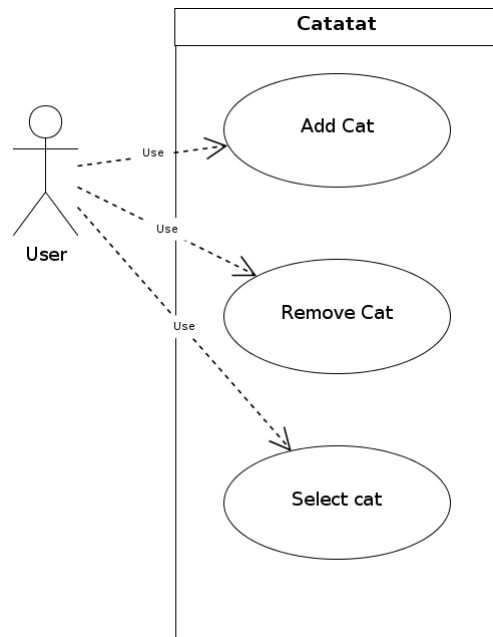 Catatat
Add Cat
Use
User
Use
Remove Cat
Use
Select cat